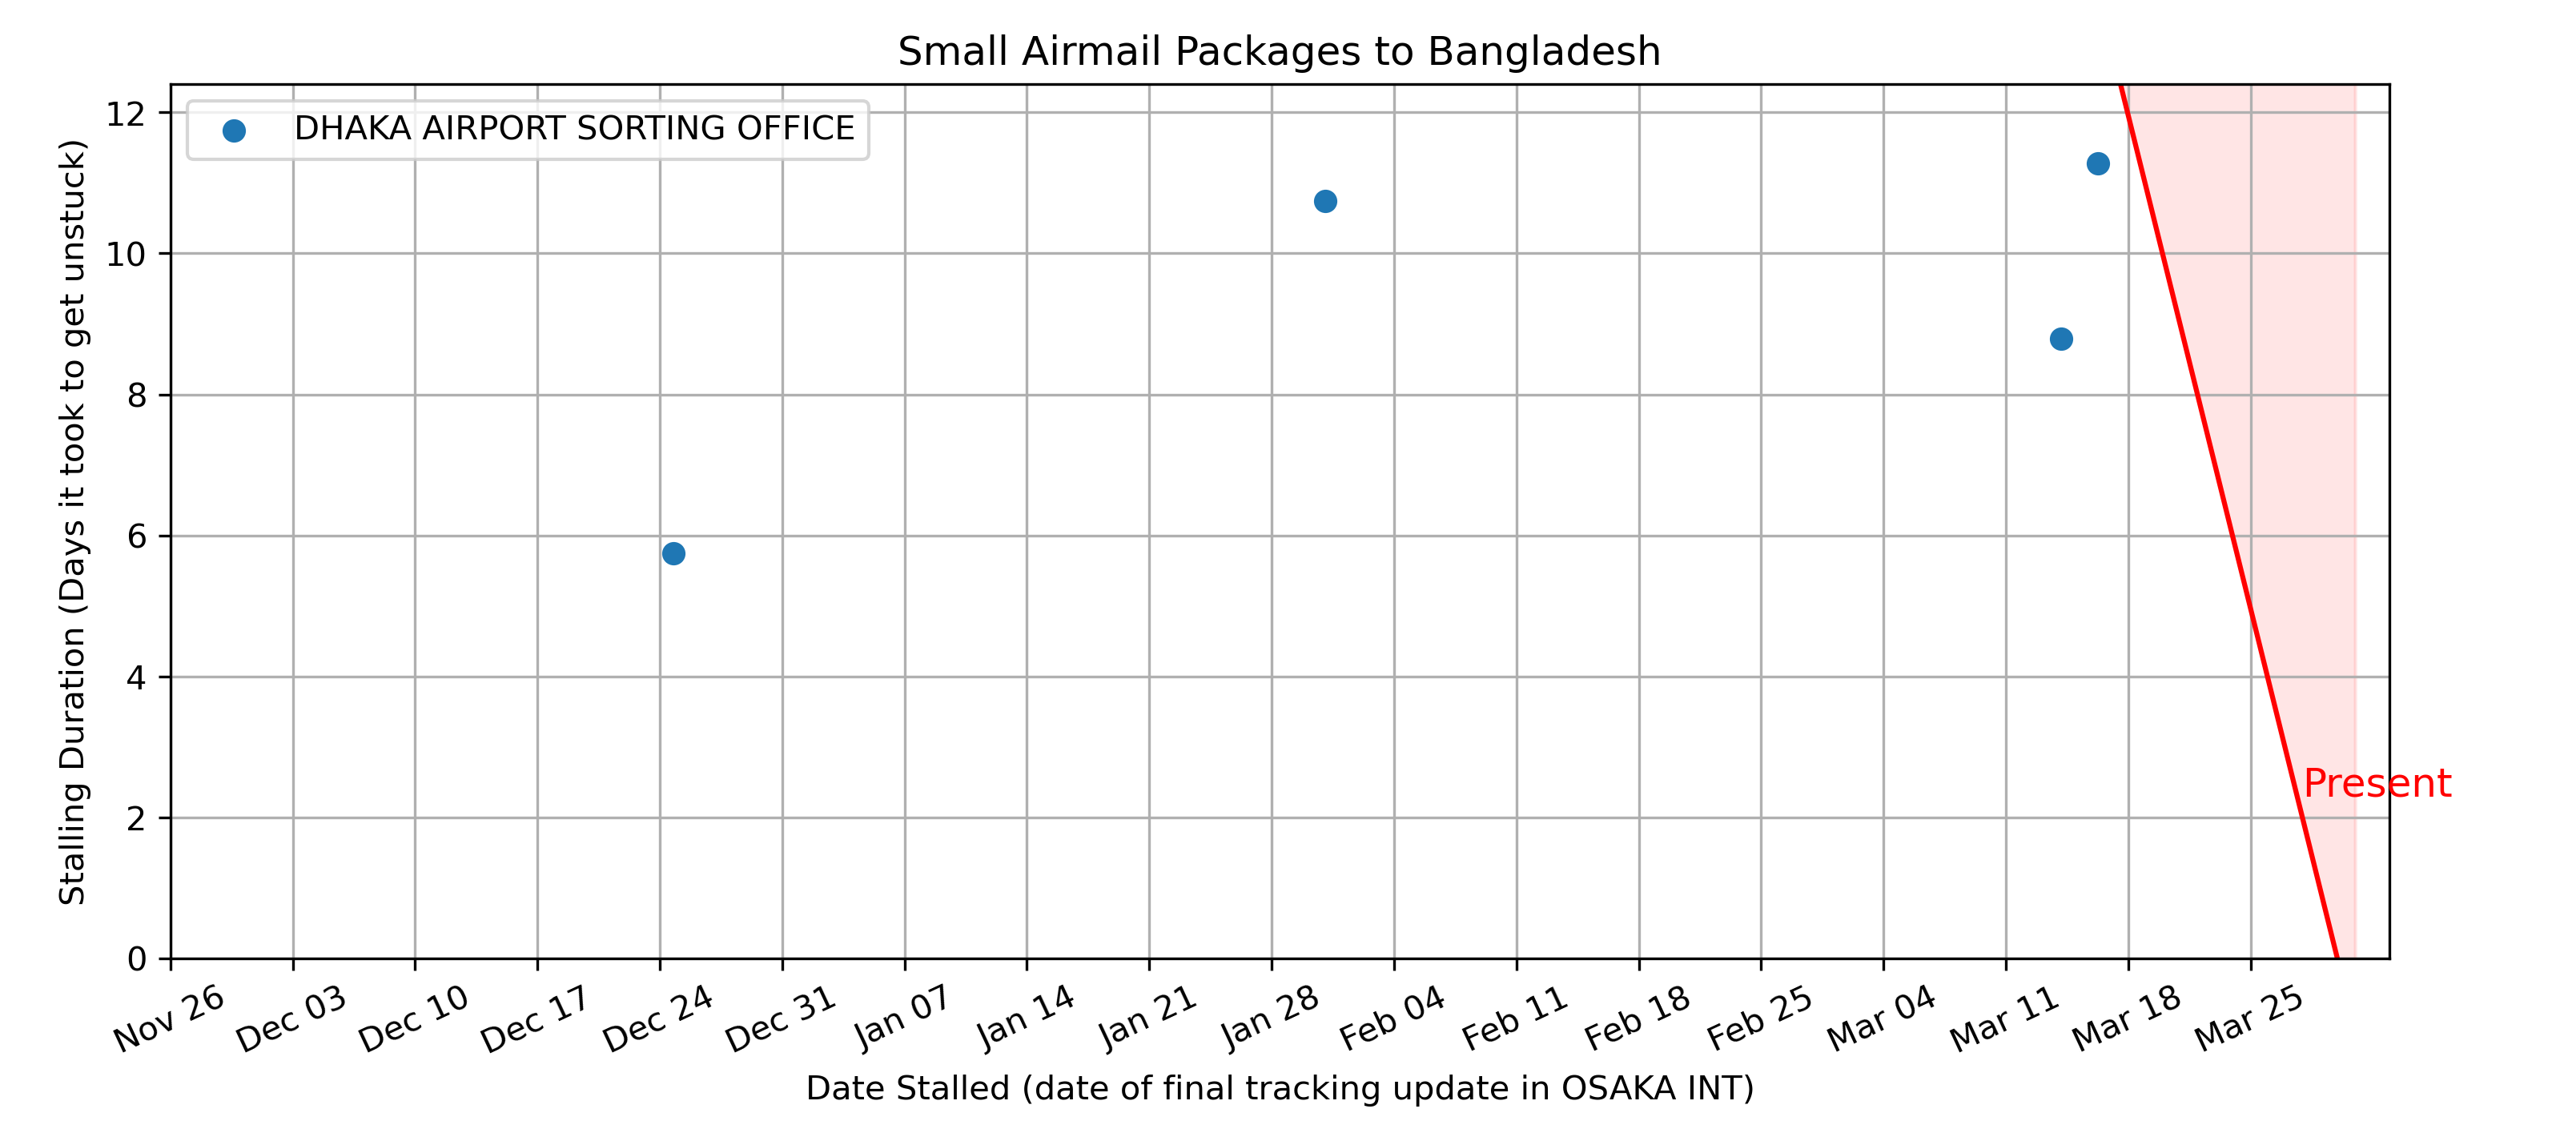 Small Airmail Packages to Bangladesh
DHAKA AIRPORT SORTING OFFICE
Stalling Duration (Days it took to get unstuck)
12
10
8
6
4
2
0
Present
Nov 26
Dec 03
Dec 10
Dec 17
Dec 24
Dec 31
Jan 07
Jan 14
Jan 21
Jan 28
Feb 04
Feb 11
Feb 18
Feb 25
Mar 04
Mar 11
Mar 18
Mar 25
Date Stalled (date of final tracking update in OSAKA INT)